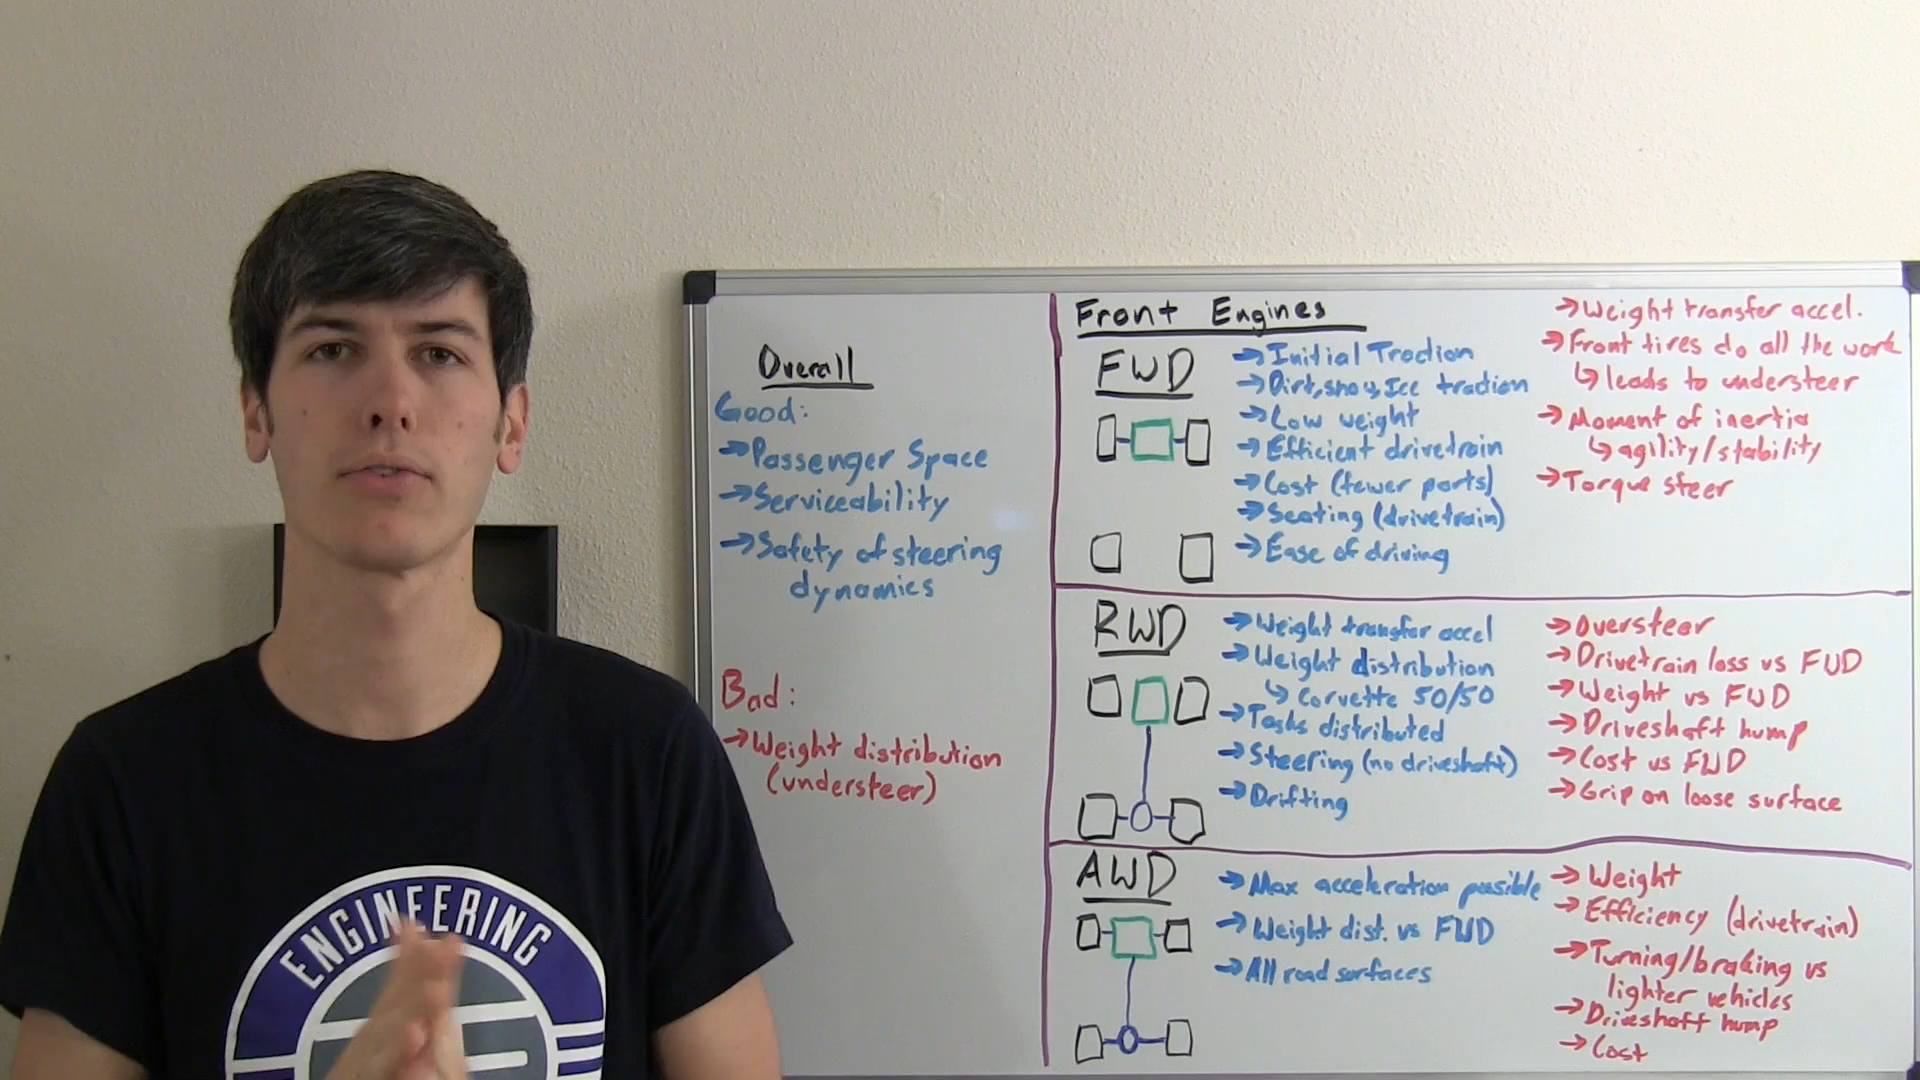 ENGINEERING
Overall
Good:
→Passenger Space
→Serviceability
→Safety of steering
dynamics
Bad:
→Weight distribution
(understeer)
Front Engines
FWD
→Initial Traction
→Dirt, snow, Ice traction
→Low weight
→Efficient drivetrain
→Cost (fewer parts)
→Seating (drivetrain)
→Ease of driving
→Weight transfer accel.
→Front tires do all the work
↳leads to understeer
→Moment of inertia
↳agility/stability
→Torque steer
RWD
→Weight transfer accel
→Weight distribution
↳Corvette 50/50
→Tasks distributed
→Steering (no driveshaft)
→Drifting
→Oversteer
→Drivetrain loss vs FWD
→Weight vs FWD
→Driveshaft hump
→Cost vs FWD
→Grip on loose surface
AWD
→Max acceleration possible
→Weight dist. vs FWD
→All road surfaces
→Weight
→Efficiency (drivetrain)
→Turning/braking vs
lighter vehicles
→Driveshaft hump
→Cost